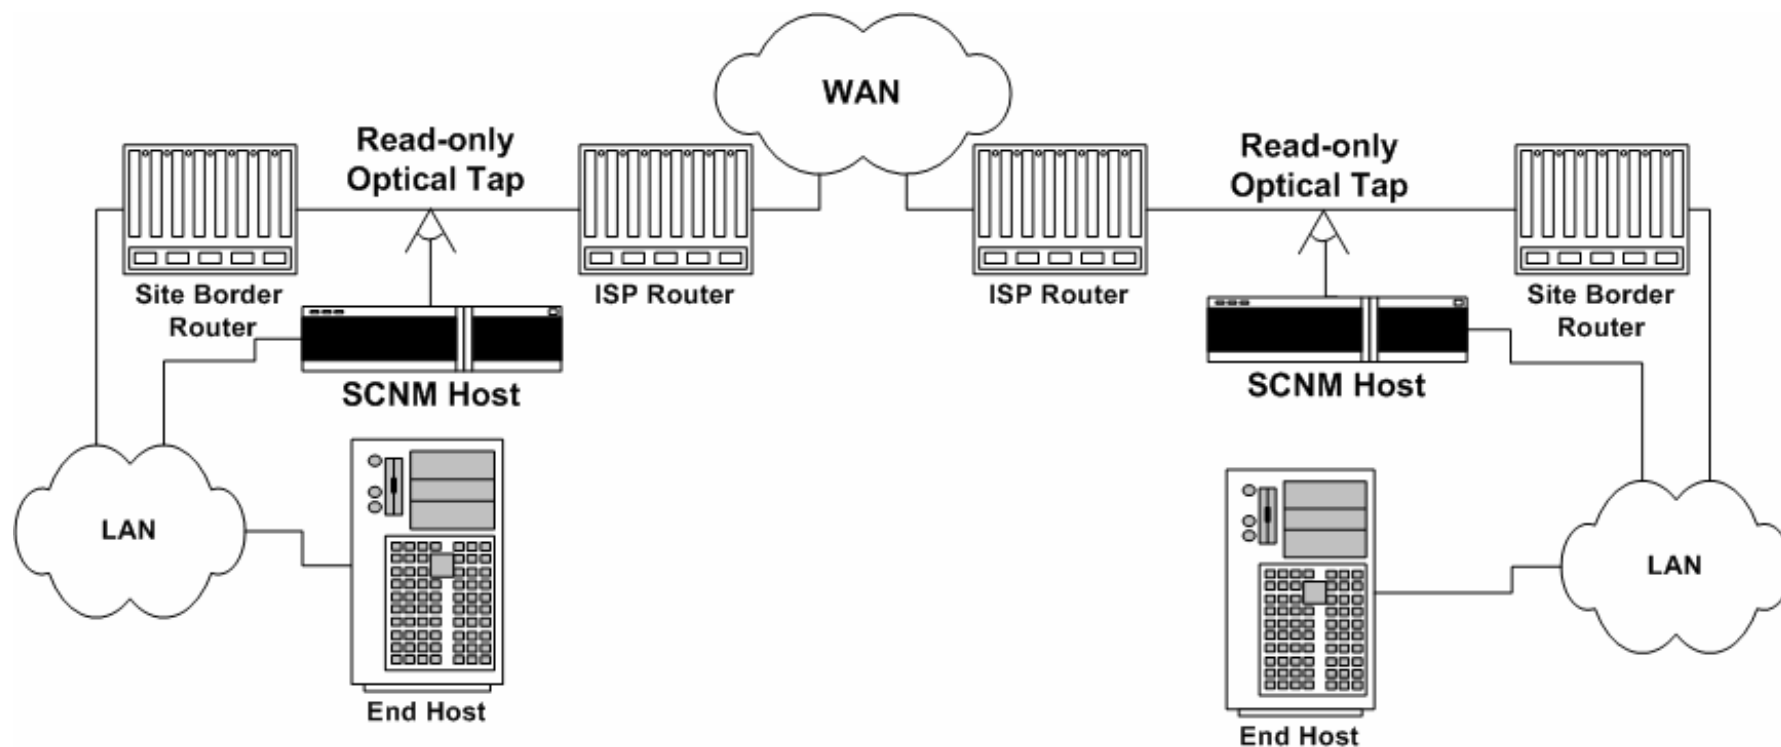 WAN
Read-only
Optical Tap
Read-only
Optical Tap
Site Border
Router
ISP Router
ISP Router
Site Border
Router
SCNM Host
SCNM Host
LAN
LAN
End Host
End Host